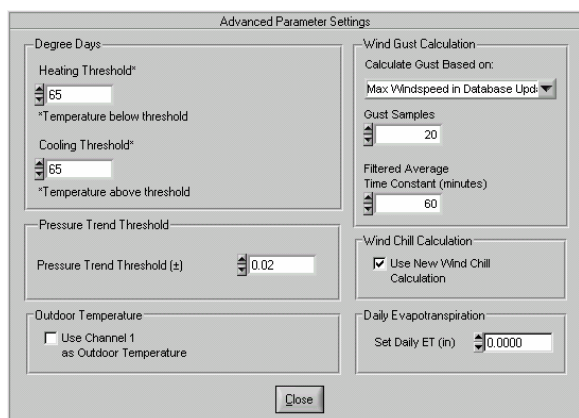 Advanced Parameter Settings
Degree Days
Heating Threshold*
65
*Temperature below threshold
Cooling Threshold*
65
*Temperature above threshold
Pressure Trend Threshold
Pressure Trend Threshold (±)
0.02
Outdoor Temperature
Use Channel 1
as Outdoor Temperature
Wind Gust Calculation
Calculate Gust Based on:
Max Windspeed in Database Upd
Gust Samples
20
Filtered Average
Time Constant (minutes)
60
Wind Chill Calculation
Use New Wind Chill
Calculation
Daily Evapotranspiration
Set Daily ET (in)
0.0000
Close